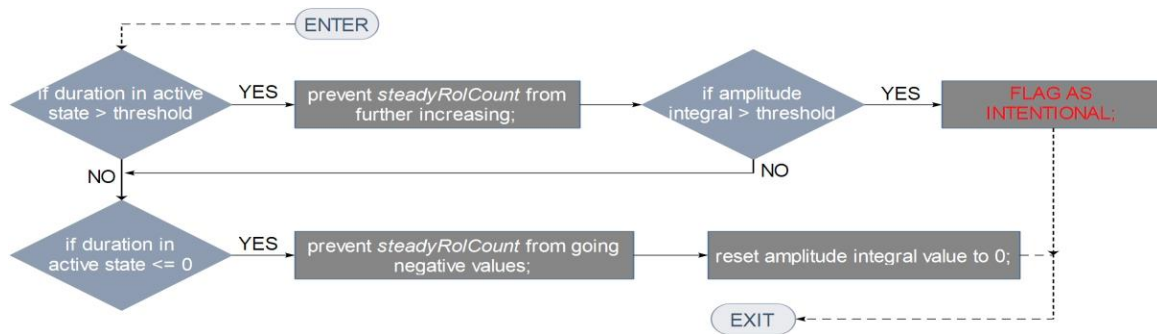 ENTER
if duration in active
state > threshold
YES
prevent steadyRolCount from
further increasing;
if amplitude
integral > threshold
YES
FLAG AS
INTENTIONAL;
NO
NO
if duration in
active state <= 0
YES
prevent steadyRolCount from going
negative values;
reset amplitude integral value to 0;
EXIT